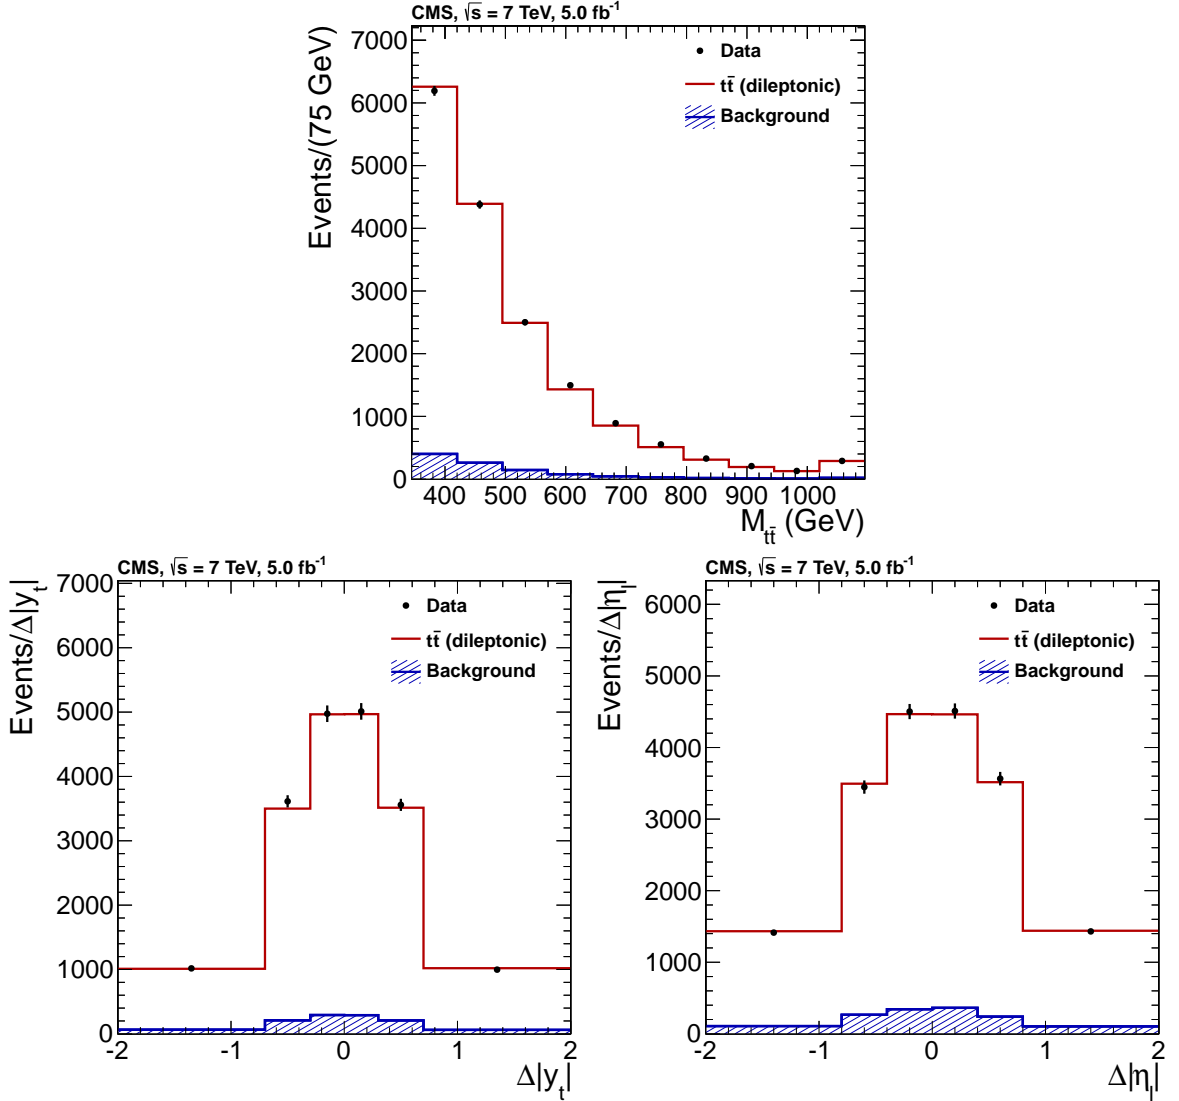 CMS, √s = 7 TeV, 5.0 fb⁻¹
Events/(75 GeV)
7000
6000
5000
4000
3000
2000
1000
0
Data
tt̄ (dileptonic)
Background
400 500 600 700 800 900 1000
M_tt̄ (GeV)
CMS, √s = 7 TeV, 5.0 fb⁻¹
Events/Δ|y_t|
7000
6000
5000
4000
3000
2000
1000
0
Data
tt̄ (dileptonic)
Background
-2 -1 0 1 2
Δ|y_t|
CMS, √s = 7 TeV, 5.0 fb⁻¹
Events/Δ|η_l|
6000
5000
4000
3000
2000
1000
0
Data
tt̄ (dileptonic)
Background
-2 -1 0 1 2
Δ|η_l|